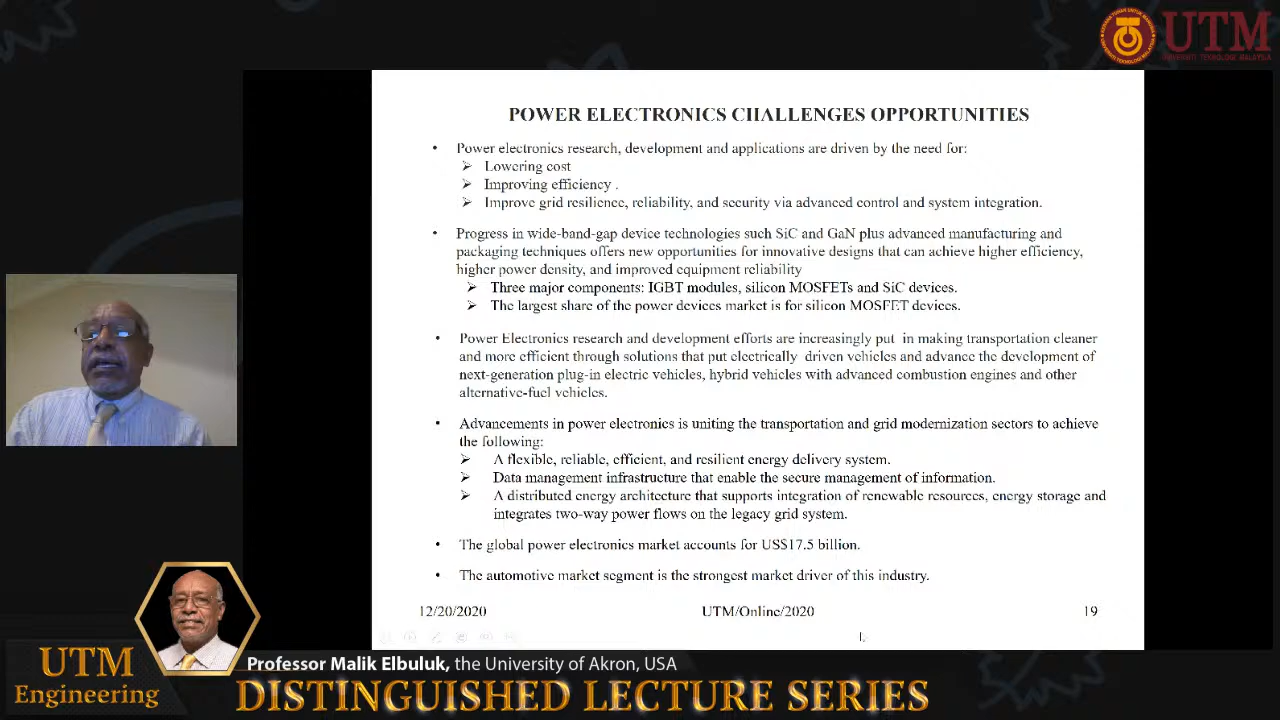 UTM
UNIVERSITI TEKNOLOGI MALAYSIA
POWER ELECTRONICS CHALLENGES OPPORTUNITIES
• Power electronics research, development and applications are driven by the need for:
➢ Lowering cost
➢ Improving efficiency .
➢ Improve grid resilience, reliability, and security via advanced control and system integration.
• Progress in wide-band-gap device technologies such SiC and GaN plus advanced manufacturing and
packaging techniques offers new opportunities for innovative designs that can achieve higher efficiency,
higher power density, and improved equipment reliability
➢ Three major components: IGBT modules, silicon MOSFETs and SiC devices.
➢ The largest share of the power devices market is for silicon MOSFET devices.
• Power Electronics research and development efforts are increasingly put in making transportation cleaner
and more efficient through solutions that put electrically driven vehicles and advance the development of
next-generation plug-in electric vehicles, hybrid vehicles with advanced combustion engines and other
alternative-fuel vehicles.
• Advancements in power electronics is uniting the transportation and grid modernization sectors to achieve
the following:
➢ A flexible, reliable, efficient, and resilient energy delivery system.
➢ Data management infrastructure that enable the secure management of information.
➢ A distributed energy architecture that supports integration of renewable resources, energy storage and
integrates two-way power flows on the legacy grid system.
• The global power electronics market accounts for US$17.5 billion.
• The automotive market segment is the strongest market driver of this industry.
12/20/2020 UTM/Online/2020 19
UTM
Engineering
Professor Malik Elbuluk, the University of Akron, USA
DISTINGUISHED LECTURE SERIES